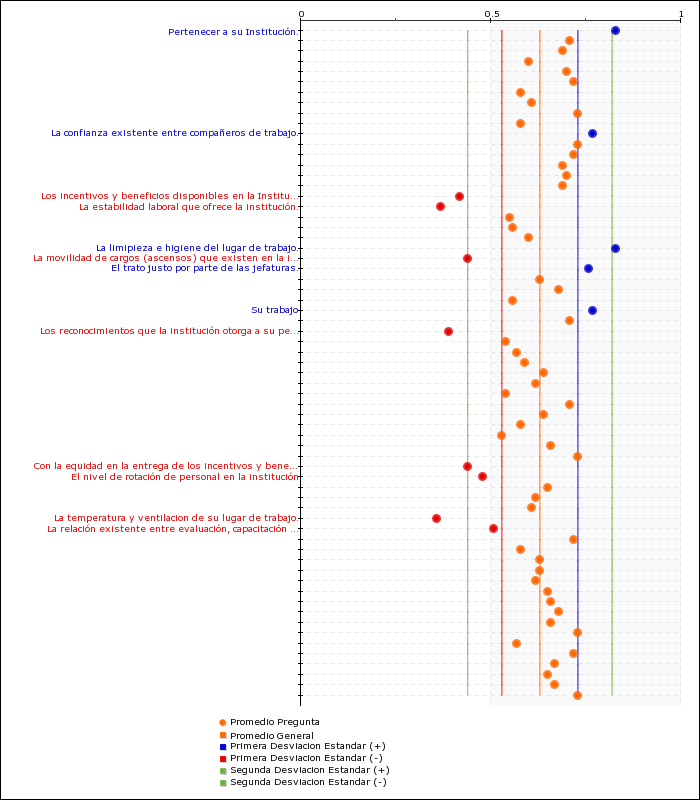 0 0.5 1
Pertenecer a su Institución
La confianza existente entre compañeros de trabajo
Los incentivos y beneficios disponibles en la Institu...
La estabilidad laboral que ofrece la institución
La limipieza e higiene del lugar de trabajo
La movilidad de cargos (ascensos) que existen en la i...
El trato justo por parte de las jefaturas
Su trabajo
Los reconocimientos que la institución otorga a su pe...
Con la equidad en la entrega de los incentivos y bene...
El nivel de rotación de personal en la institución
La temperatura y ventilacion de su lugar de trabajo
La relación existente entre evaluación, capacitación ...
Promedio Pregunta
Promedio General
Primera Desviacion Estandar (+)
Primera Desviacion Estandar (-)
Segunda Desviacion Estandar (+)
Segunda Desviacion Estandar (-)